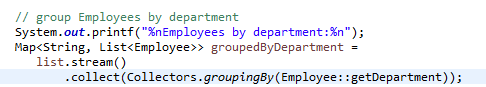 // group Employees by department
System.out.printf("%nEmployees by department:%n");
Map<String, List<Employee>> groupedByDepartment =
list.stream()
.collect(Collectors.groupingBy(Employee::getDepartment));